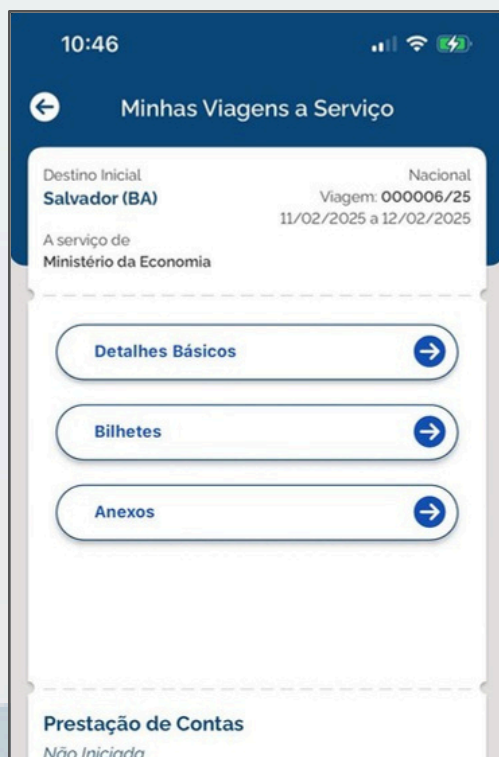 10:46
Minhas Viagens a Serviço
Destino Inicial
Nacional
Salvador (BA)
Viagem: 000006/25
11/02/2025 a 12/02/2025
A serviço de
Ministério da Economia
Detalhes Básicos
Bilhetes
Anexos
Prestação de Contas
Não Iniciada